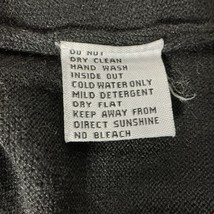 DO NOT
DRY CLEAN
HAND WASH
INSIDE OUT
COLD WATER ONLY
MILD DETERGENT
DRY FLAT
KEEP AWAY FROM
DIRECT SUNSHINE
NO BLEACH